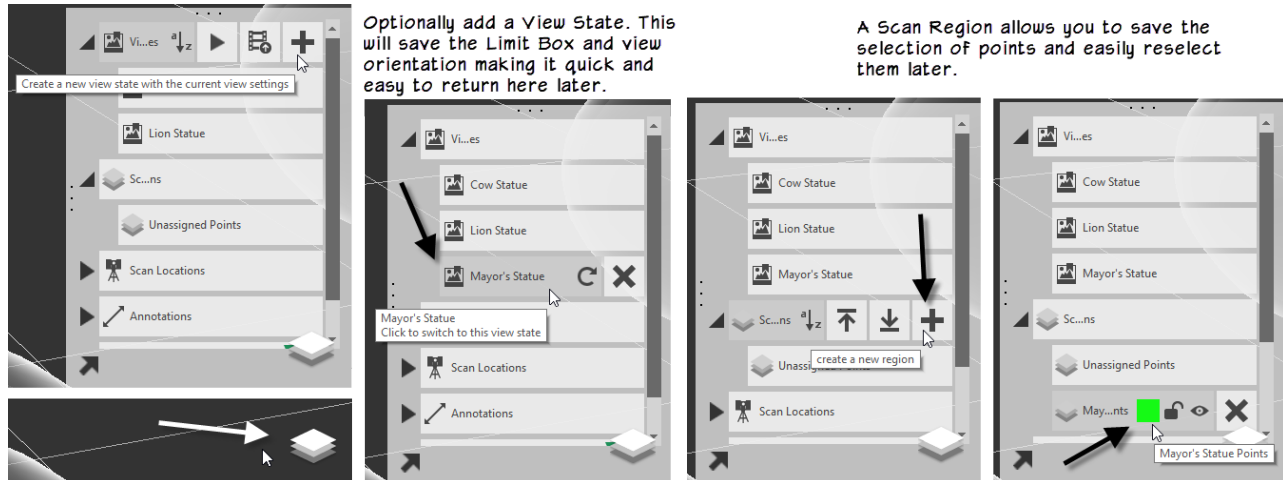 Optionally add a View State. This
will save the Limit Box and view
orientation making it quick and
easy to return here later.
A Scan Region allows you to save the
selection of points and easily reselect
them later.
Vi...es
a z
Create a new view state with the current view settings
Lion Statue
Sc...ns
Unassigned Points
Scan Locations
Annotations
Vi...es
Cow Statue
Lion Statue
Mayor's Statue
Mayor's Statue
Click to switch to this view state
Scan Locations
Annotations
Vi...es
Cow Statue
Lion Statue
Mayor's Statue
Sc...ns
a z
create a new region
Scan Locations
Vi...es
Cow Statue
Lion Statue
Mayor's Statue
Sc...ns
Unassigned Points
May...nts
Mayor's Statue Points